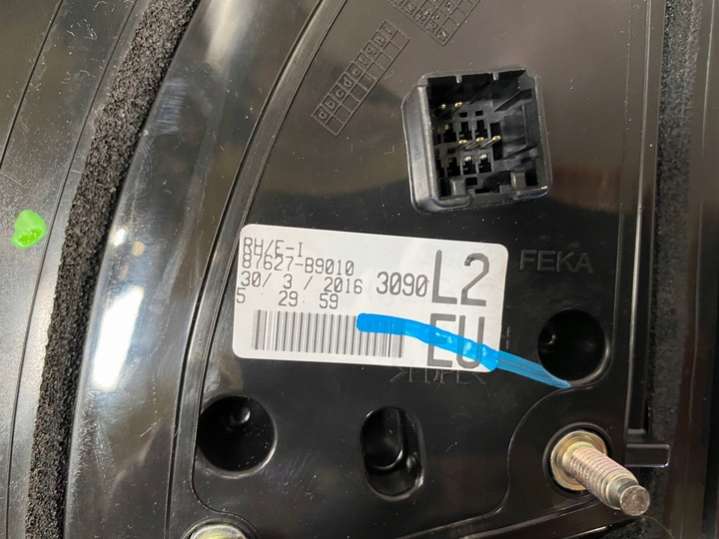 RH/E-I
87627-B9010
30/ 3 / 2016 3090 L2
5 29 59
EU
FEKA